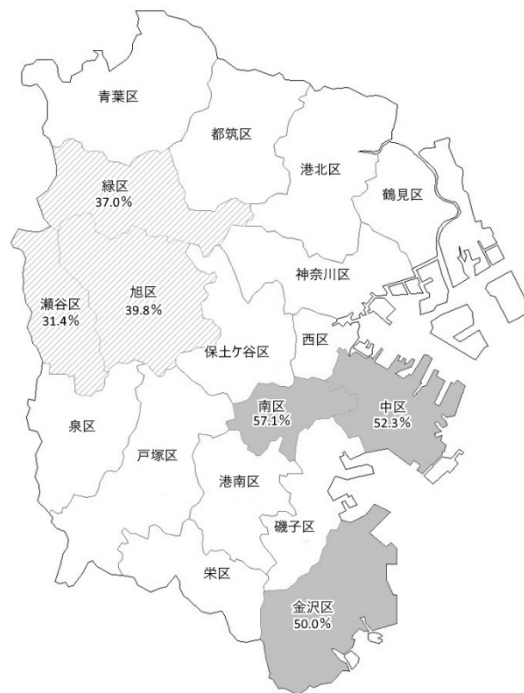 青葉区
都筑区
港北区
鶴見区
緑区
37.0%
神奈川区
瀬谷区
31.4%
旭区
39.8%
保土ケ谷区
西区
南区
57.1%
中区
52.3%
泉区
戸塚区
港南区
磯子区
栄区
金沢区
50.0%